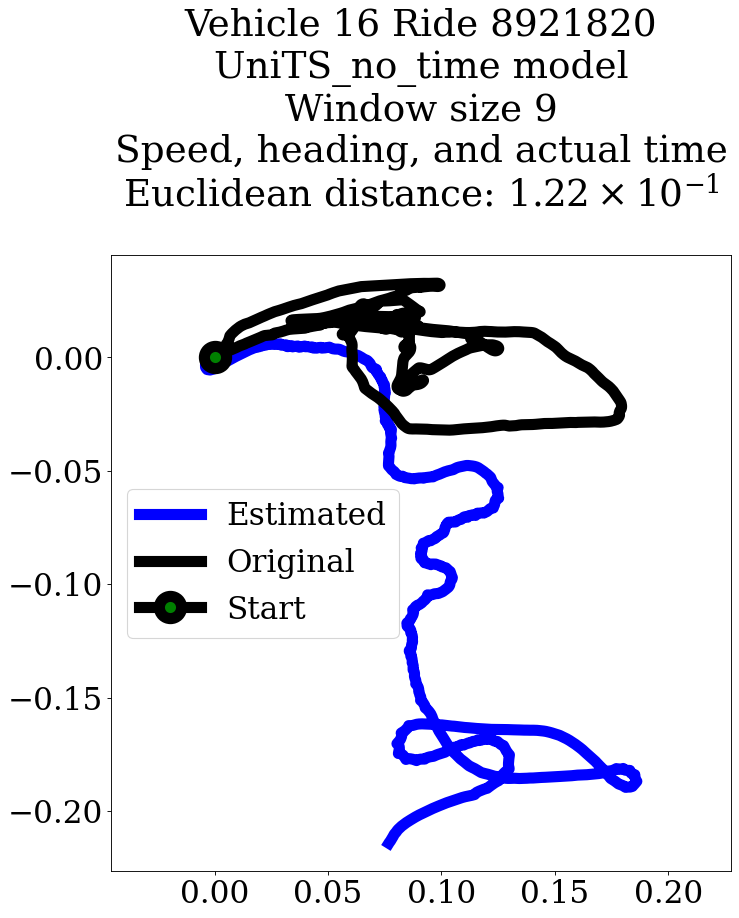 Vehicle 16 Ride 8921820
UniTS_no_time model
Window size 9
Speed, heading, and actual time
Euclidean distance: 1.22 × 10⁻¹
0.00
−0.05
−0.10
−0.15
−0.20
Estimated
Original
Start
0.00 0.05 0.10 0.15 0.20